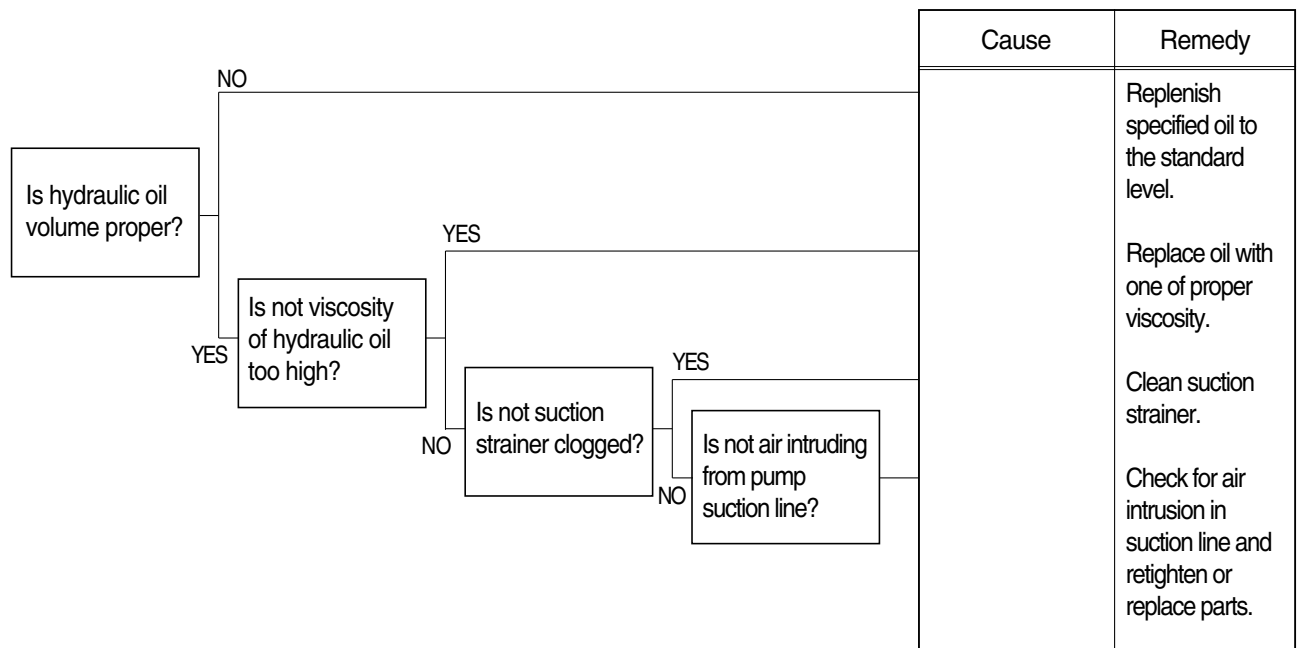 Cause
Remedy
NO
Replenish
specified oil to
the standard
level.
Is hydraulic oil
volume proper?
YES
Replace oil with
one of proper
viscosity.
YES
Is not viscosity
of hydraulic oil
too high?
YES
Clean suction
strainer.
NO
Is not suction
strainer clogged?
NO
Is not air intruding
from pump
suction line?
Check for air
intrusion in
suction line and
retighten or
replace parts.